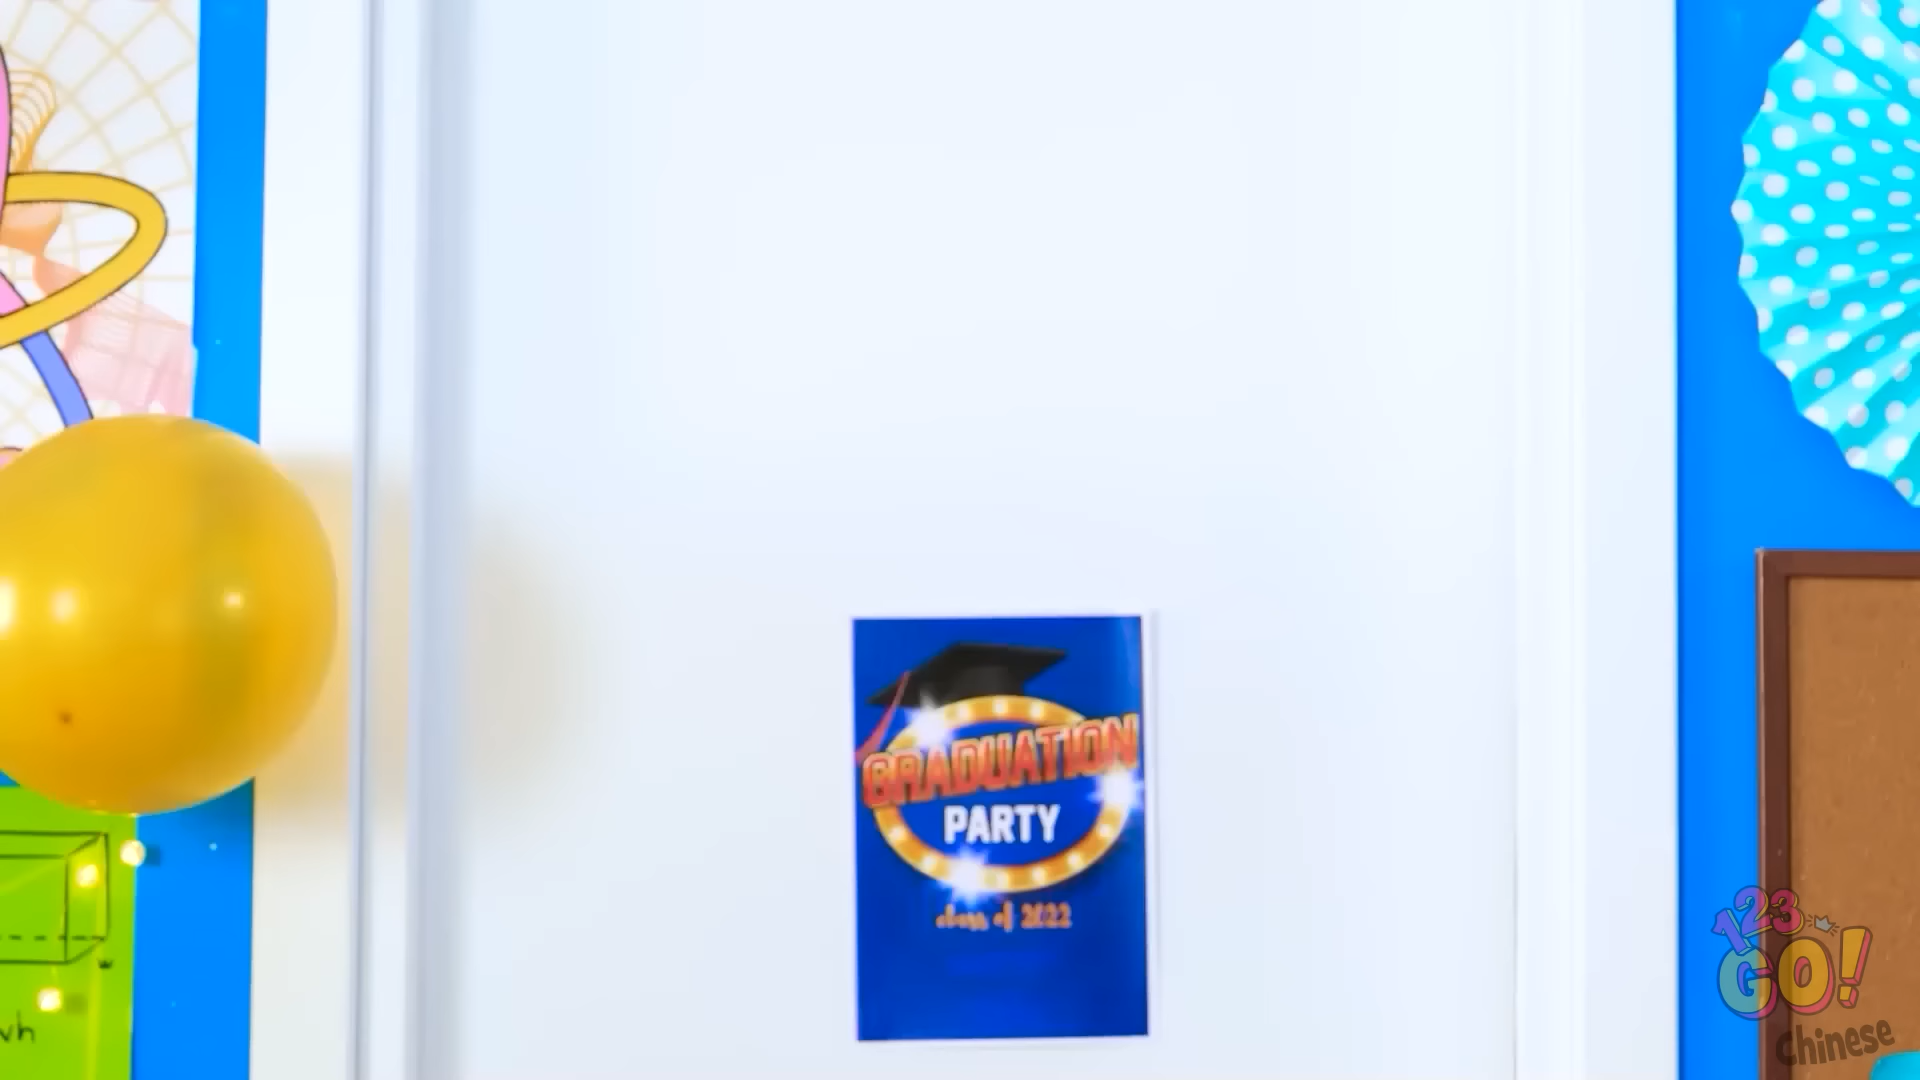 GRADUATION
PARTY
class of 2022
123
GO!
Chinese